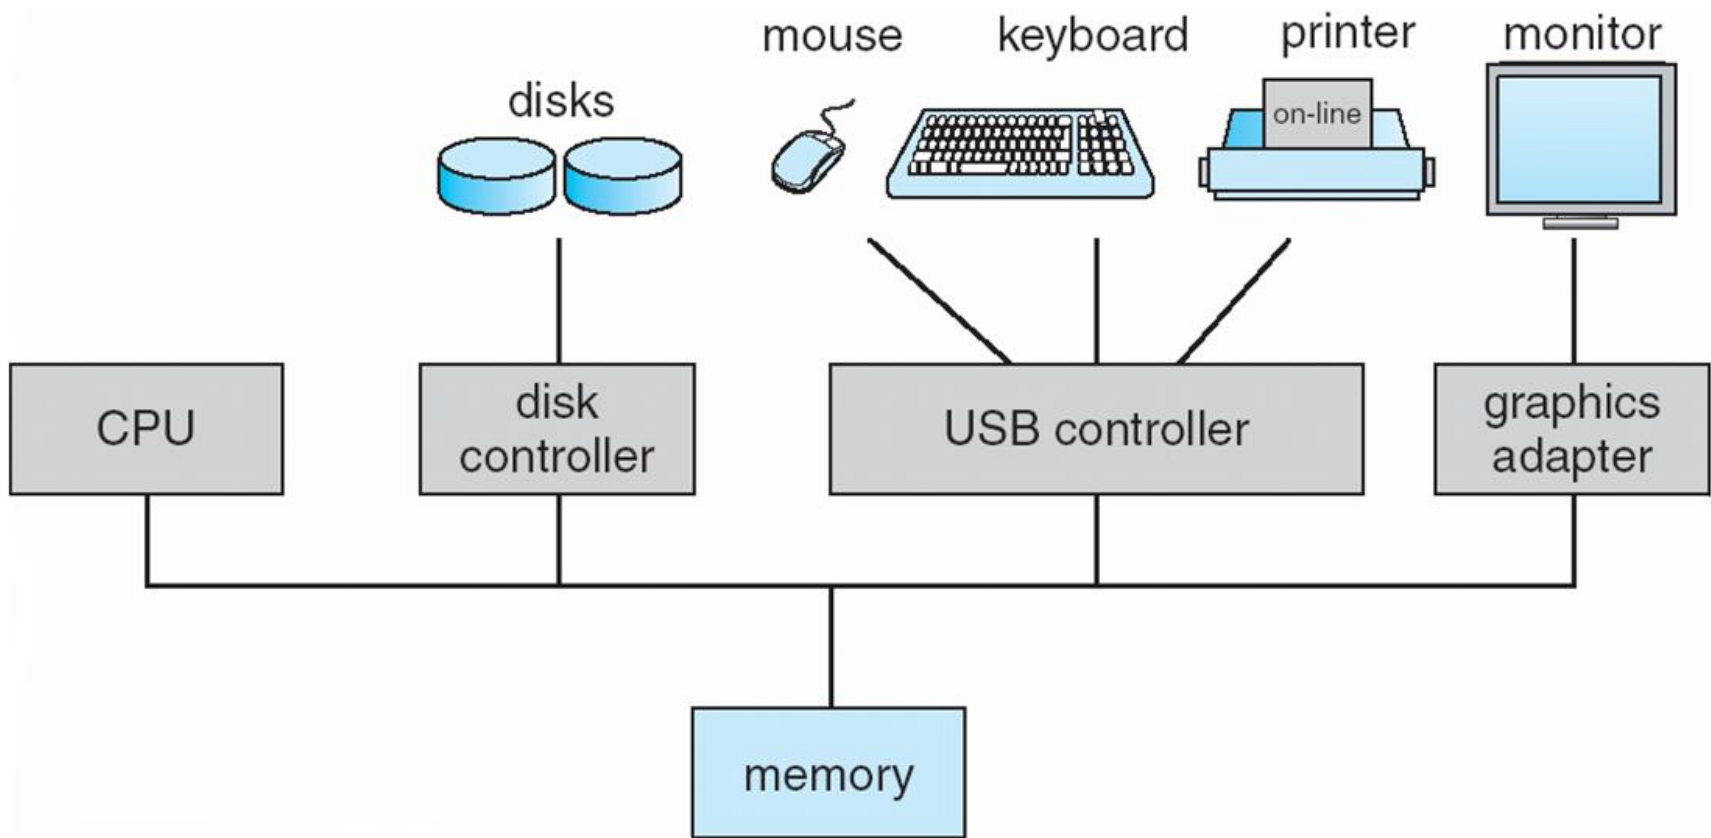 mouse
keyboard
printer
monitor
disks
on-line
CPU
disk
controller
USB controller
graphics
adapter
memory